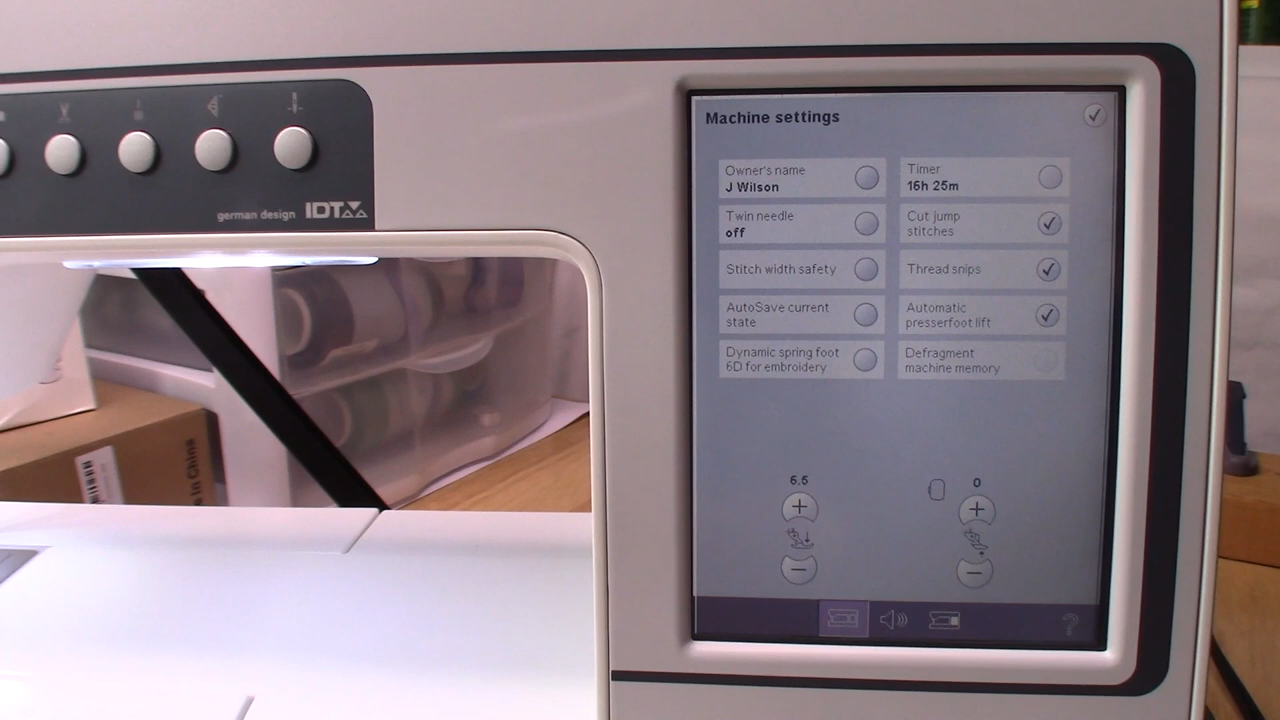 german design IDT
Machine settings
Owner's name
J Wilson
Timer
16h 25m
Twin needle
off
Cut jump
stitches
Stitch width safety
Thread snips
AutoSave current
state
Automatic
presserfoot lift
Dynamic spring foot
6D for embroidery
Defragment
machine memory
6.5
0
in China